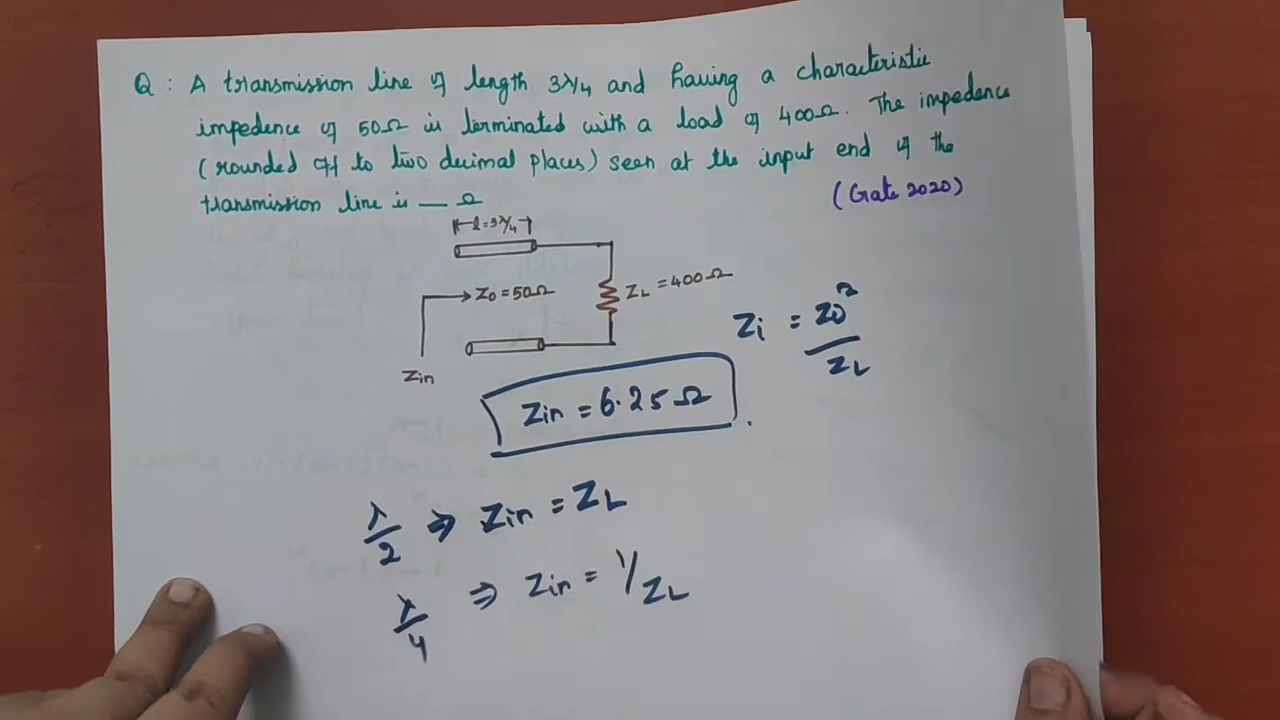 Q : A transmission line of length 3λ/4 and having a characteristic
impedence of 50Ω is terminated with a load of 400Ω. The impedence
(rounded off to two decimal places) seen at the input end of the
transmission line is — Ω
(Gate 2020)
l=3λ/4
Z0 = 50Ω
ZL = 400Ω
Zin
Zi = Z0²/ZL
Zin = 6.25Ω
λ/2 ⇒ Zin = ZL
λ/4 ⇒ Zin = 1/ZL